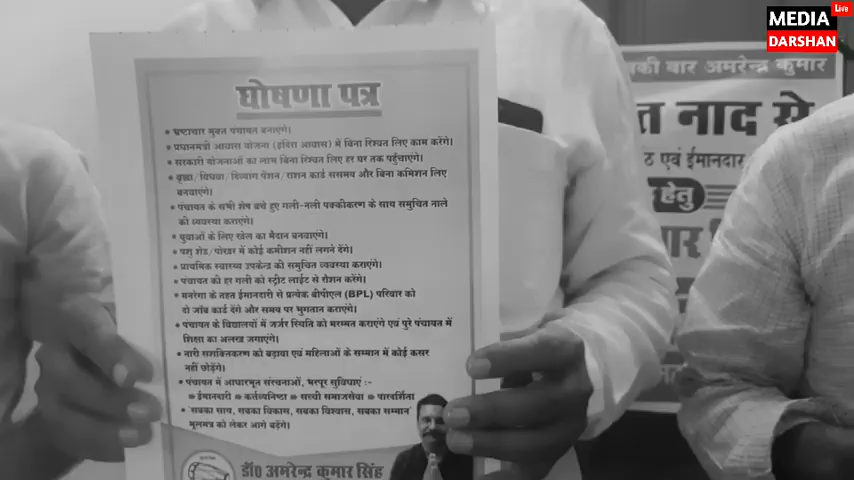 MEDIA
Live
DARSHAN
घोषणा पत्र
• भ्रष्टाचार मुक्त पंचायत बनाएंगे।
• प्रधानमंत्री आवास योजना (इंदिरा आवास) में बिना रिश्वत लिए काम करेंगे।
• सरकारी योजनाओं का लाभ बिना रिश्वत लिए हर घर तक पहुँचाएंगे।
• वृद्धा/विधवा/दिव्यांग पेंशन/राशन कार्ड ससमय और बिना कमिशन लिए
बनवाएंगे।
• पंचायत के सभी शेष बचे हुए गली-नली पक्कीकरण के साथ समुचित नाले
की व्यवस्था कराएंगे।
• युवाओं के लिए खेल का मैदान बनवाएंगे।
• पशु शेड/पोखर में कोई कमीशन नहीं लगने देंगे।
• प्राथमिक स्वास्थ्य उपकेन्द्र की समुचित व्यवस्था कराएंगे।
• पंचायत की हर गली को स्ट्रीट लाईट से रौशन करेंगे।
• मनरेगा के तहत ईमानदारी से प्रत्येक बीपीएल (BPL) परिवार को
दो जॉब कार्ड देंगे और समय पर भुगतान कराएंगे।
• पंचायत के विद्यालयों में जर्जर स्थिति को मरम्मत कराएंगे एवं पुरे पंचायत में
शिक्षा का अलख जगाएंगे।
• नारी सशक्तिकरण को बढ़ावा एवं महिलाओं के सम्मान में कोई कसर
नहीं छोड़ेंगे।
• पंचायत में आधारभूत संरचनाओं, भरपूर सुविधाएं :-
» ईमानदारी » कर्तव्यनिष्ठा » सच्ची समाजसेवा » पारदर्शिता
• 'सबका साथ, सबका विकास, सबका विश्वास, सबका सम्मान'
मूलमंत्र को लेकर आगे बढ़ेंगे।
डॉ० अमरेन्द्र कुमार सिंह
बकी बार अमरेन्द्र कुमार
त नाद से
ठ एवं ईमानदार
हेतु